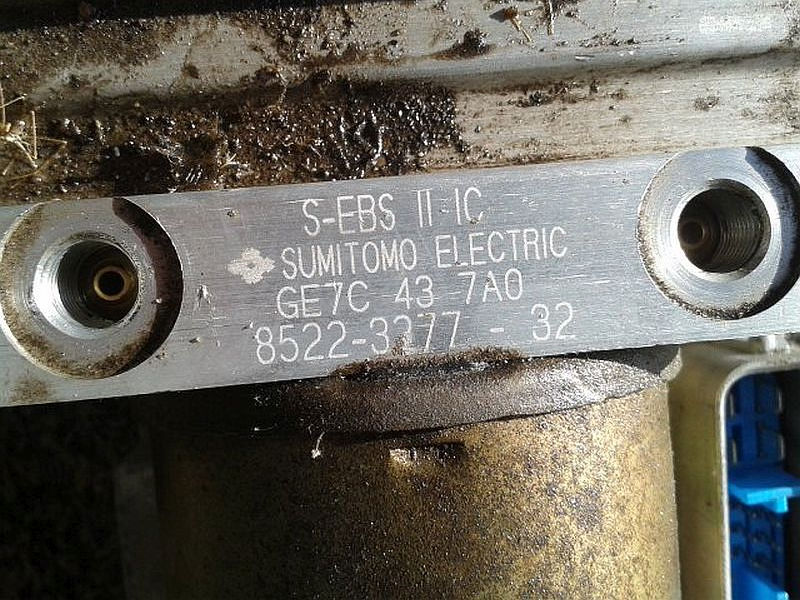 S-EBS II IC
SUMITOMO ELECTRIC
GE7C 43 7A0
8522-3277 - 32